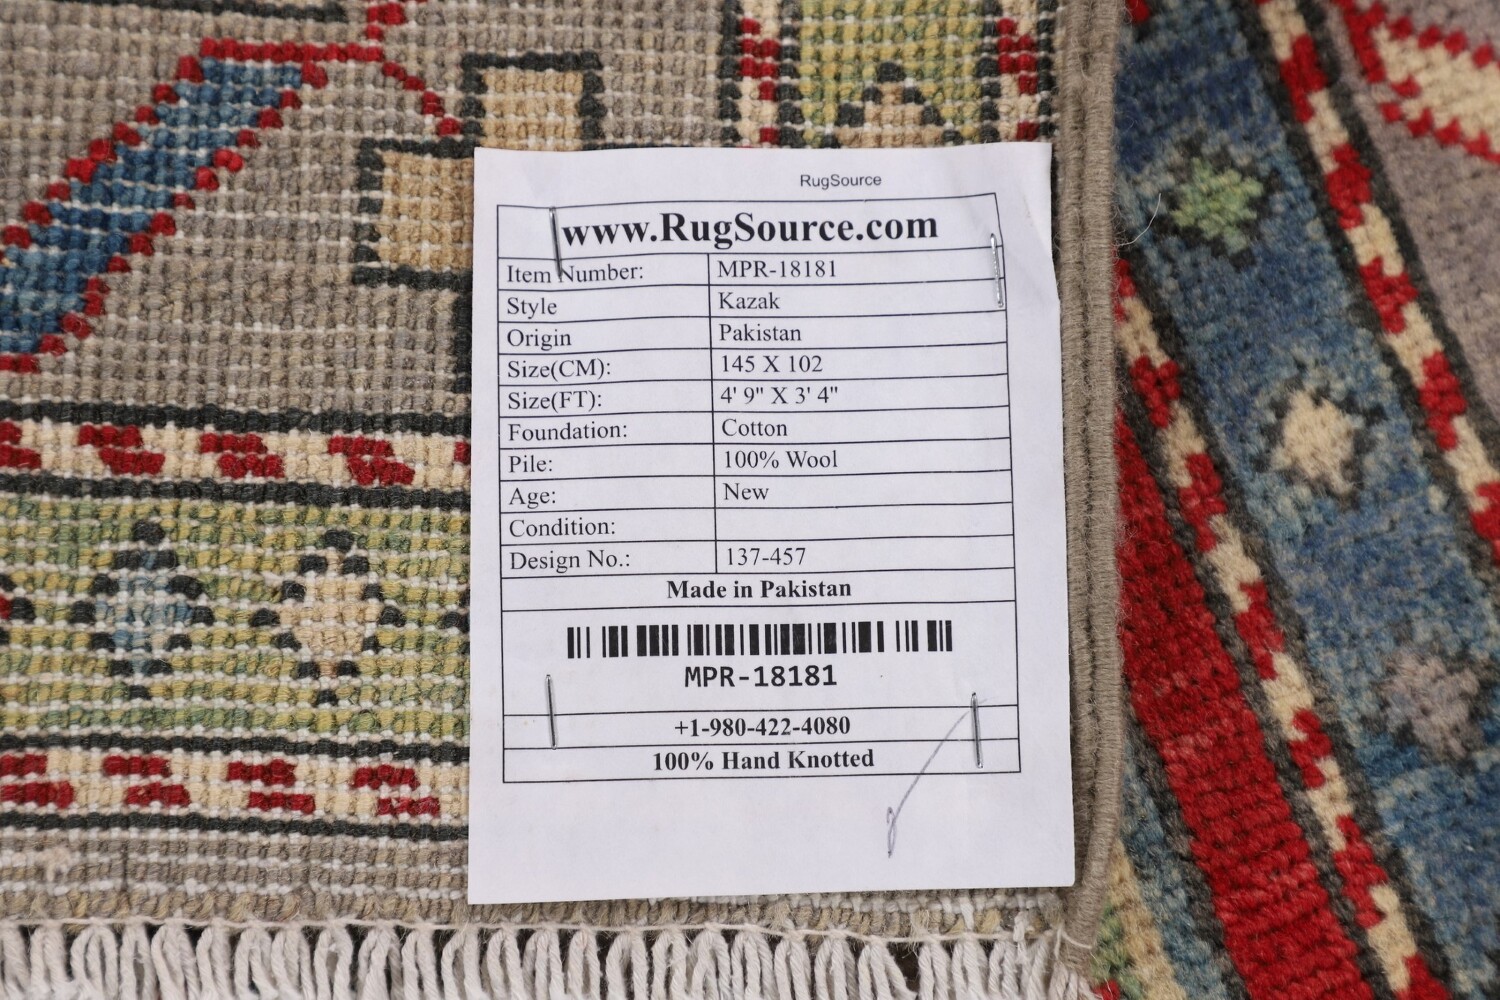 RugSource
www.RugSource.com
Item Number: MPR-18181
Style Kazak
Origin Pakistan
Size(CM): 145 X 102
Size(FT): 4' 9" X 3' 4"
Foundation: Cotton
Pile: 100% Wool
Age: New
Condition:
Design No.: 137-457
Made in Pakistan
MPR-18181
+1-980-422-4080
100% Hand Knotted